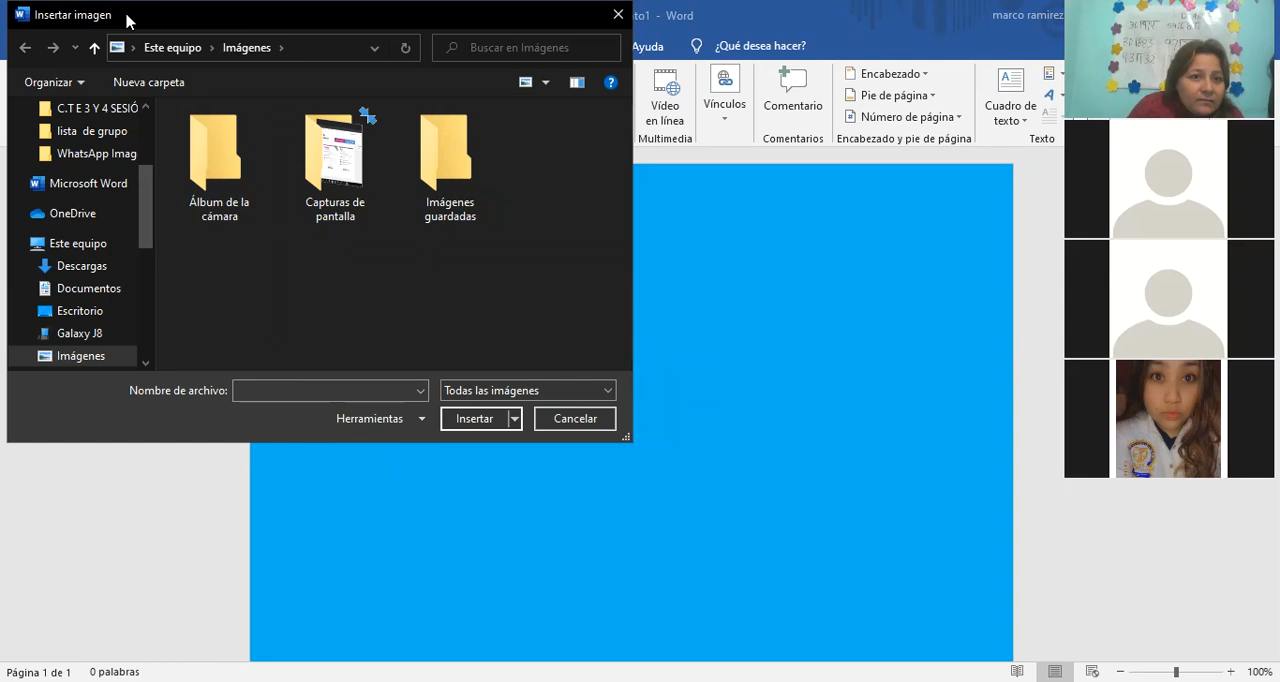 Insertar imagen
to1 - Word
marco ramirez
Este equipo
Imágenes
Buscar en Imágenes
Ayuda
¿Qué desea hacer?
Organizar
Nueva carpeta
C.T E 3 Y 4 SESIÓ
lista de grupo
WhatsApp Imag
Microsoft Word
OneDrive
Este equipo
Descargas
Documentos
Escritorio
Galaxy J8
Imágenes
Álbum de la
cámara
Capturas de
pantalla
Imágenes
guardadas
Nombre de archivo:
Todas las imágenes
Herramientas
Insertar
Cancelar
Vídeo
en línea
Multimedia
Vínculos
Comentario
Comentarios
Encabezado
Pie de página
Número de página
Encabezado y pie de página
Cuadro de
texto
Texto
Página 1 de 1
0 palabras
100%